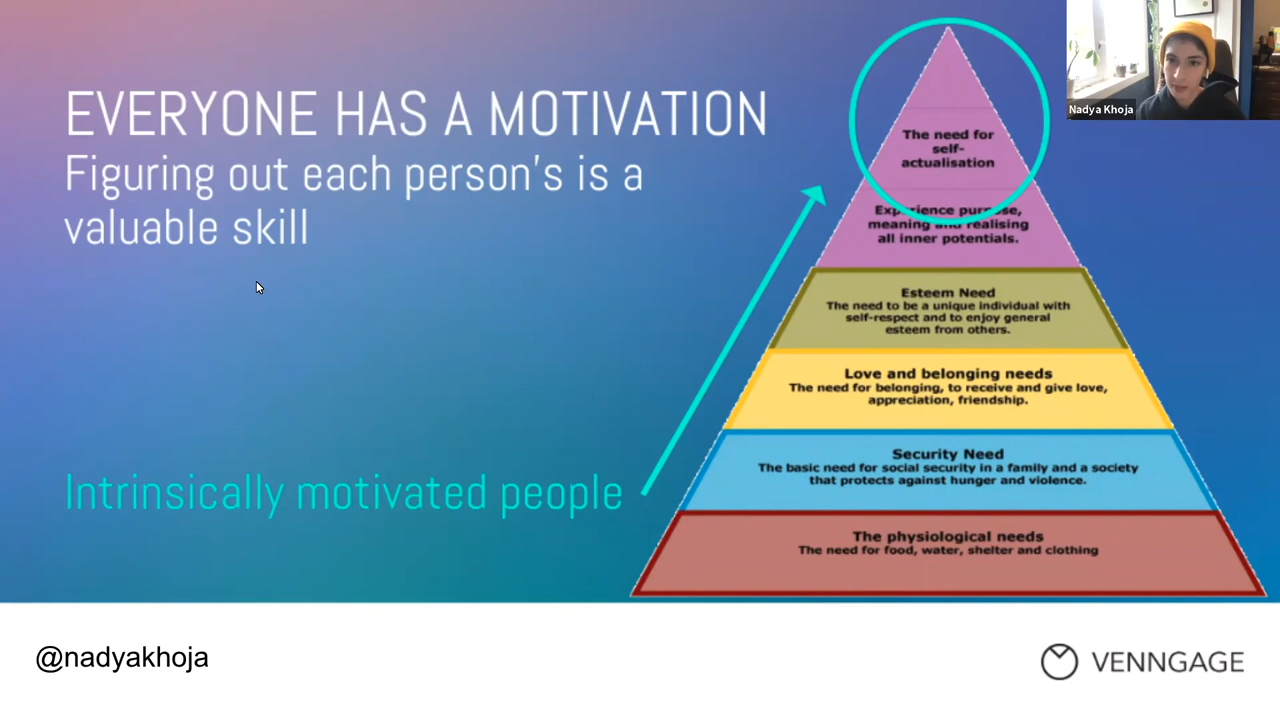 EVERYONE HAS A MOTIVATION
Figuring out each person's is a
valuable skill
Intrinsically motivated people
The need for
self-
actualisation
Experience purpose,
meaning and realising
all inner potentials.
Esteem Need
The need to be a unique individual with
self-respect and to enjoy general
esteem from others.
Love and belonging needs
The need for belonging, to receive and give love,
appreciation, friendship.
Security Need
The basic need for social security in a family and a society
that protects against hunger and violence.
The physiological needs
The need for food, water, shelter and clothing
Nadya Khoja
@nadyakhoja
VENNGAGE